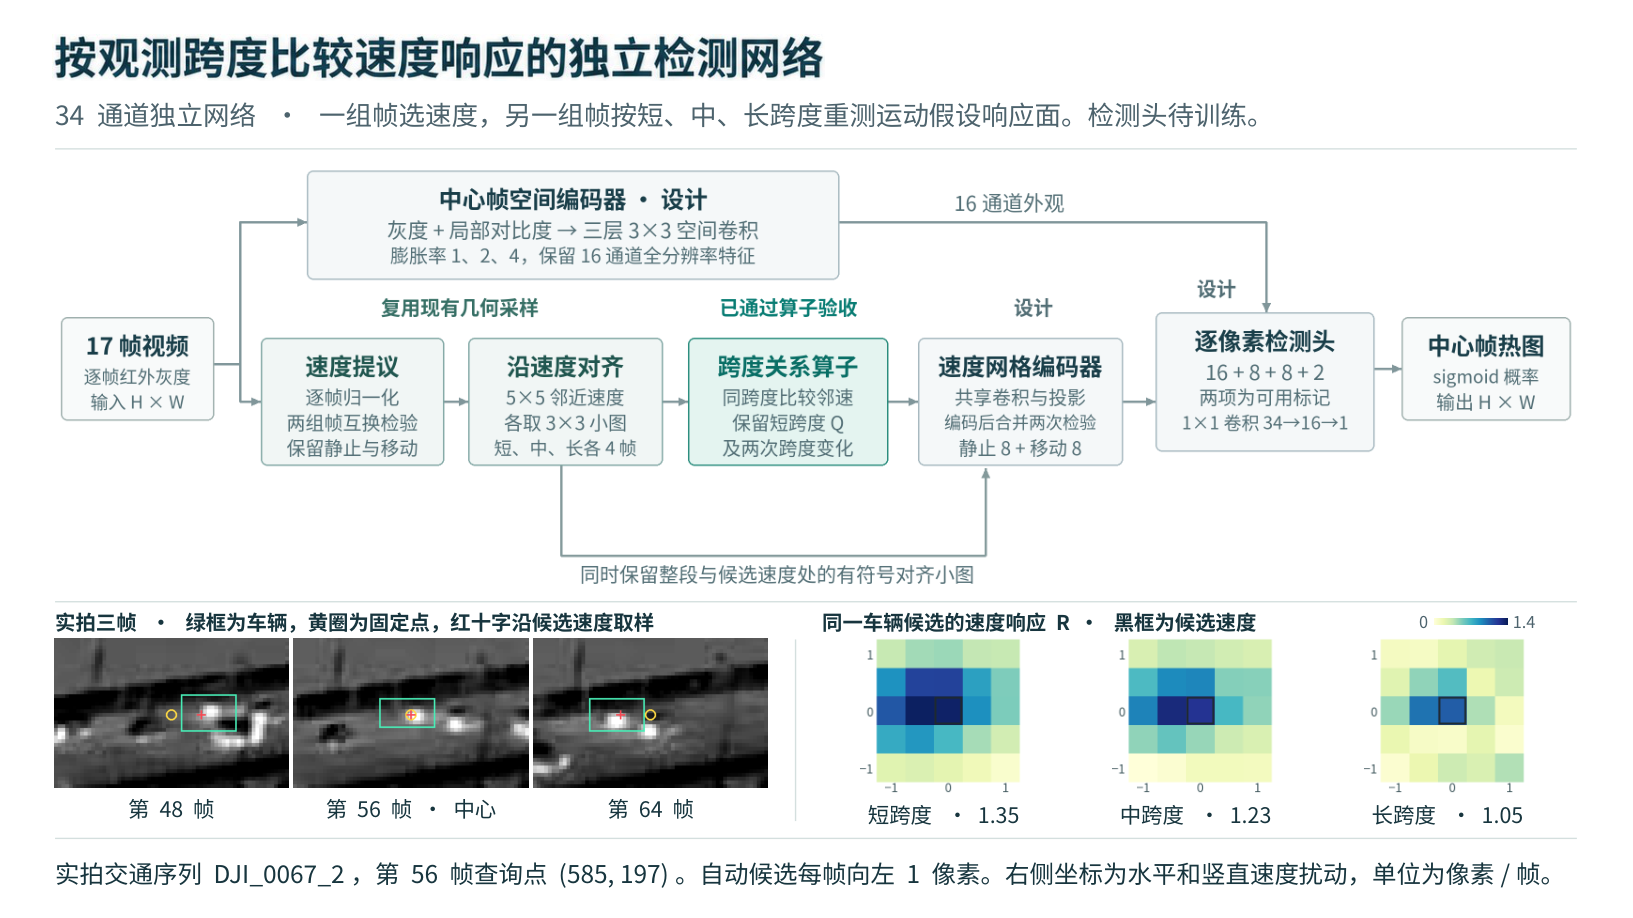 按观测跨度比较速度响应的独立检测网络
34 通道独立网络 · 一组帧选速度，另一组帧按短、中、长跨度重测运动假设响应面。检测头待训练。
中心帧空间编码器 · 设计
灰度 + 局部对比度 → 三层 3×3 空间卷积
膨胀率 1、2、4，保留 16 通道全分辨率特征
16 通道外观
17 帧视频
逐帧红外灰度
输入 H × W
复用现有几何采样
速度提议
逐帧归一化
两组帧互换检验
保留静止与移动
沿速度对齐
5×5 邻近速度
各取 3×3 小图
短、中、长各 4 帧
已通过算子验收
跨度关系算子
同跨度比较邻速
保留短跨度 Q
及两次跨度变化
设计
速度网格编码器
共享卷积与投影
编码后合并两次检验
静止 8 + 移动 8
设计
逐像素检测头
16 + 8 + 8 + 2
两项为可用标记
1×1 卷积 34→16→1
中心帧热图
sigmoid 概率
输出 H × W
同时保留整段与候选速度处的有符号对齐小图
实拍三帧 · 绿框为车辆，黄圈为固定点，红十字沿候选速度取样
第 48 帧
第 56 帧 · 中心
第 64 帧
同一车辆候选的速度响应 R · 黑框为候选速度
0 1.4
1
0
−1
−1 0 1
短跨度 · 1.35
1
0
−1
−1 0 1
中跨度 · 1.23
1
0
−1
−1 0 1
长跨度 · 1.05
实拍交通序列 DJI_0067_2 ，第 56 帧查询点 (585, 197) 。自动候选每帧向左 1 像素。右侧坐标为水平和竖直速度扰动，单位为像素 / 帧。